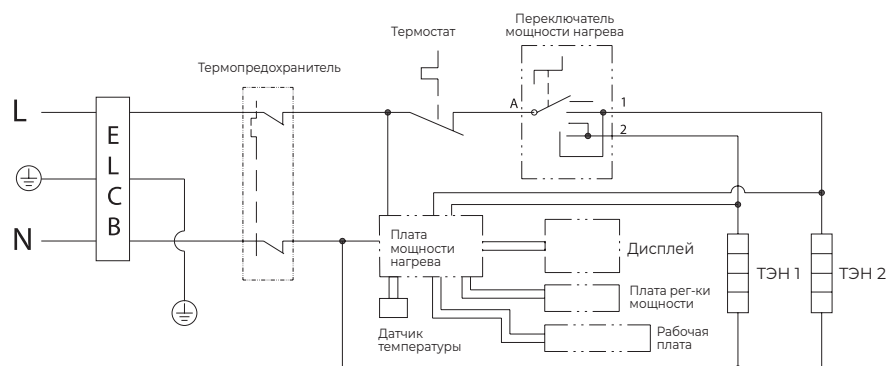 Переключатель
мощности нагрева
Термостат
Термопредохранитель
L
A
1
2
E
L
C
B
N
Плата
мощности
нагрева
Дисплей
ТЭН 1
ТЭН 2
Плата рег-ки
мощности
Датчик
температуры
Рабочая
плата